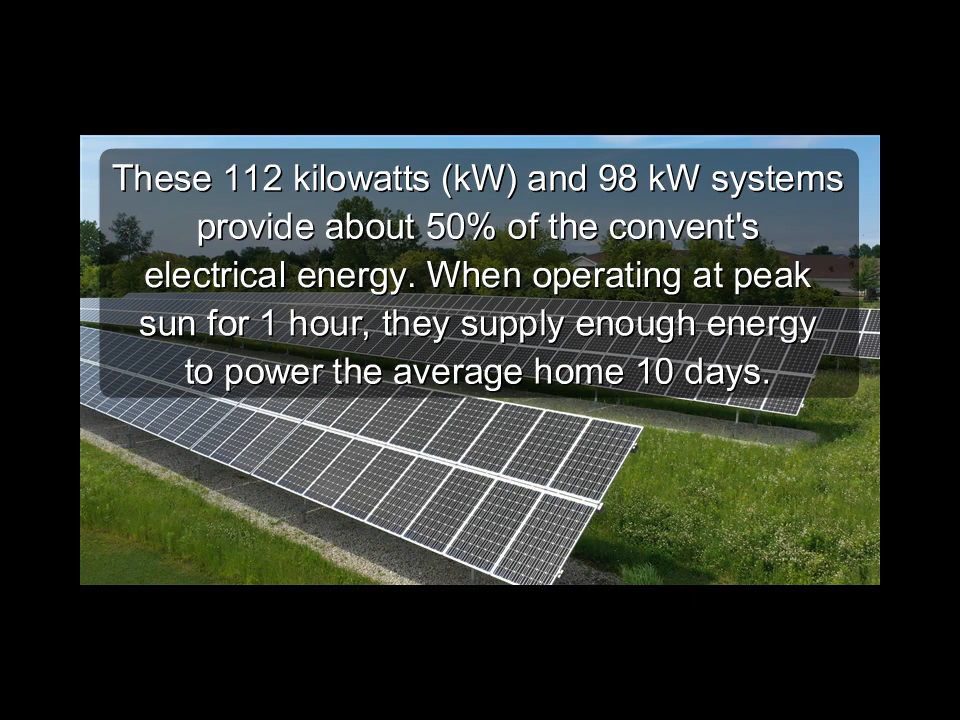 These 112 kilowatts (kW) and 98 kW systems
provide about 50% of the convent's
electrical energy. When operating at peak
sun for 1 hour, they supply enough energy
to power the average home 10 days.